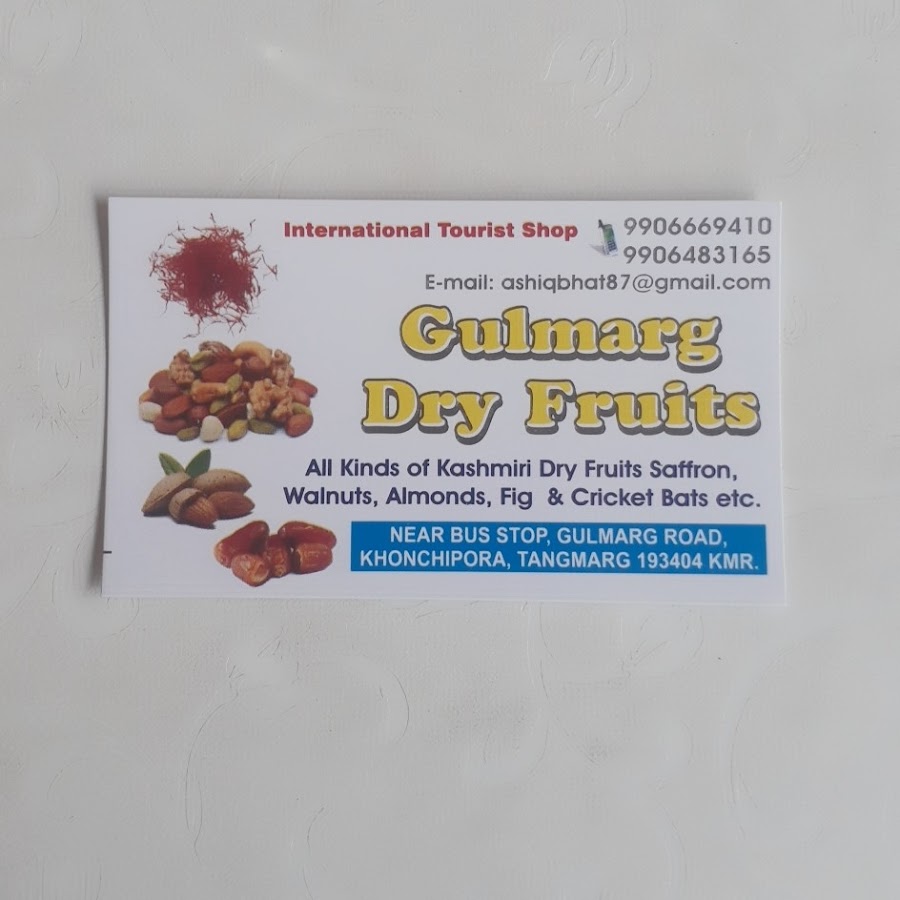 International Tourist Shop
9906669410
9906483165
E-mail: ashiqbhat87@gmail.com
Gulmarg
Dry Fruits
All Kinds of Kashmiri Dry Fruits Saffron,
Walnuts, Almonds, Fig & Cricket Bats etc.
NEAR BUS STOP, GULMARG ROAD,
KHONCHIPORA, TANGMARG 193404 KMR.